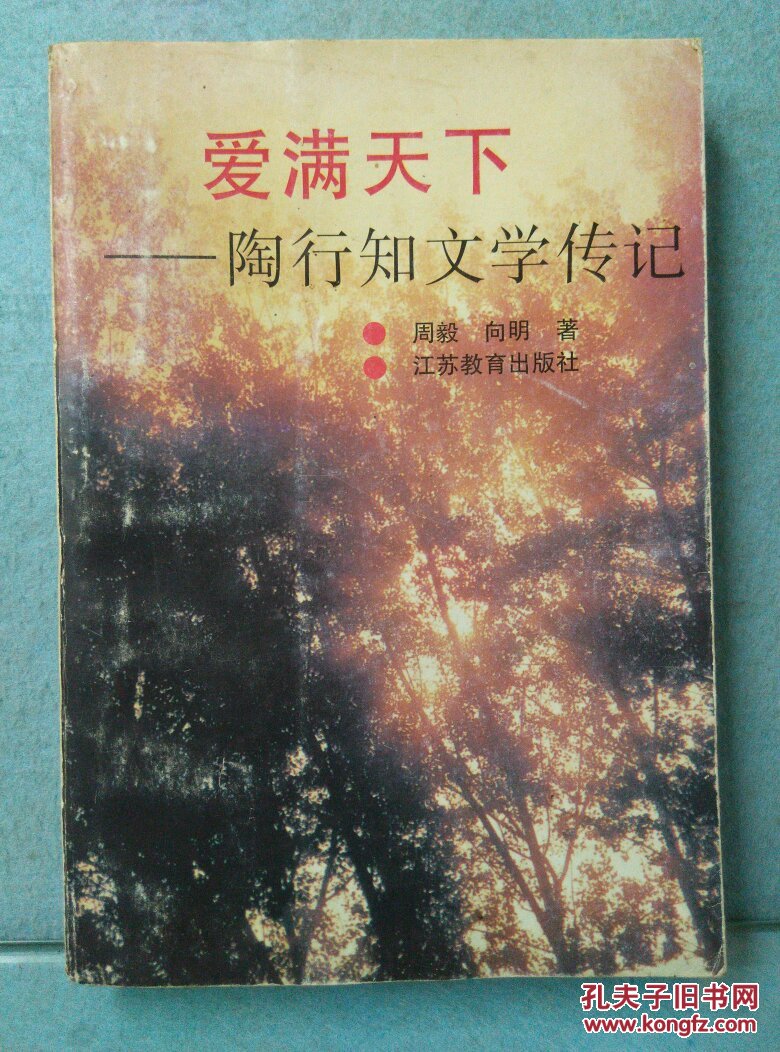 爱满天下
——陶行知文学传记
周毅 向明 著
江苏教育出版社
孔夫子旧书网
www.kongfz.com